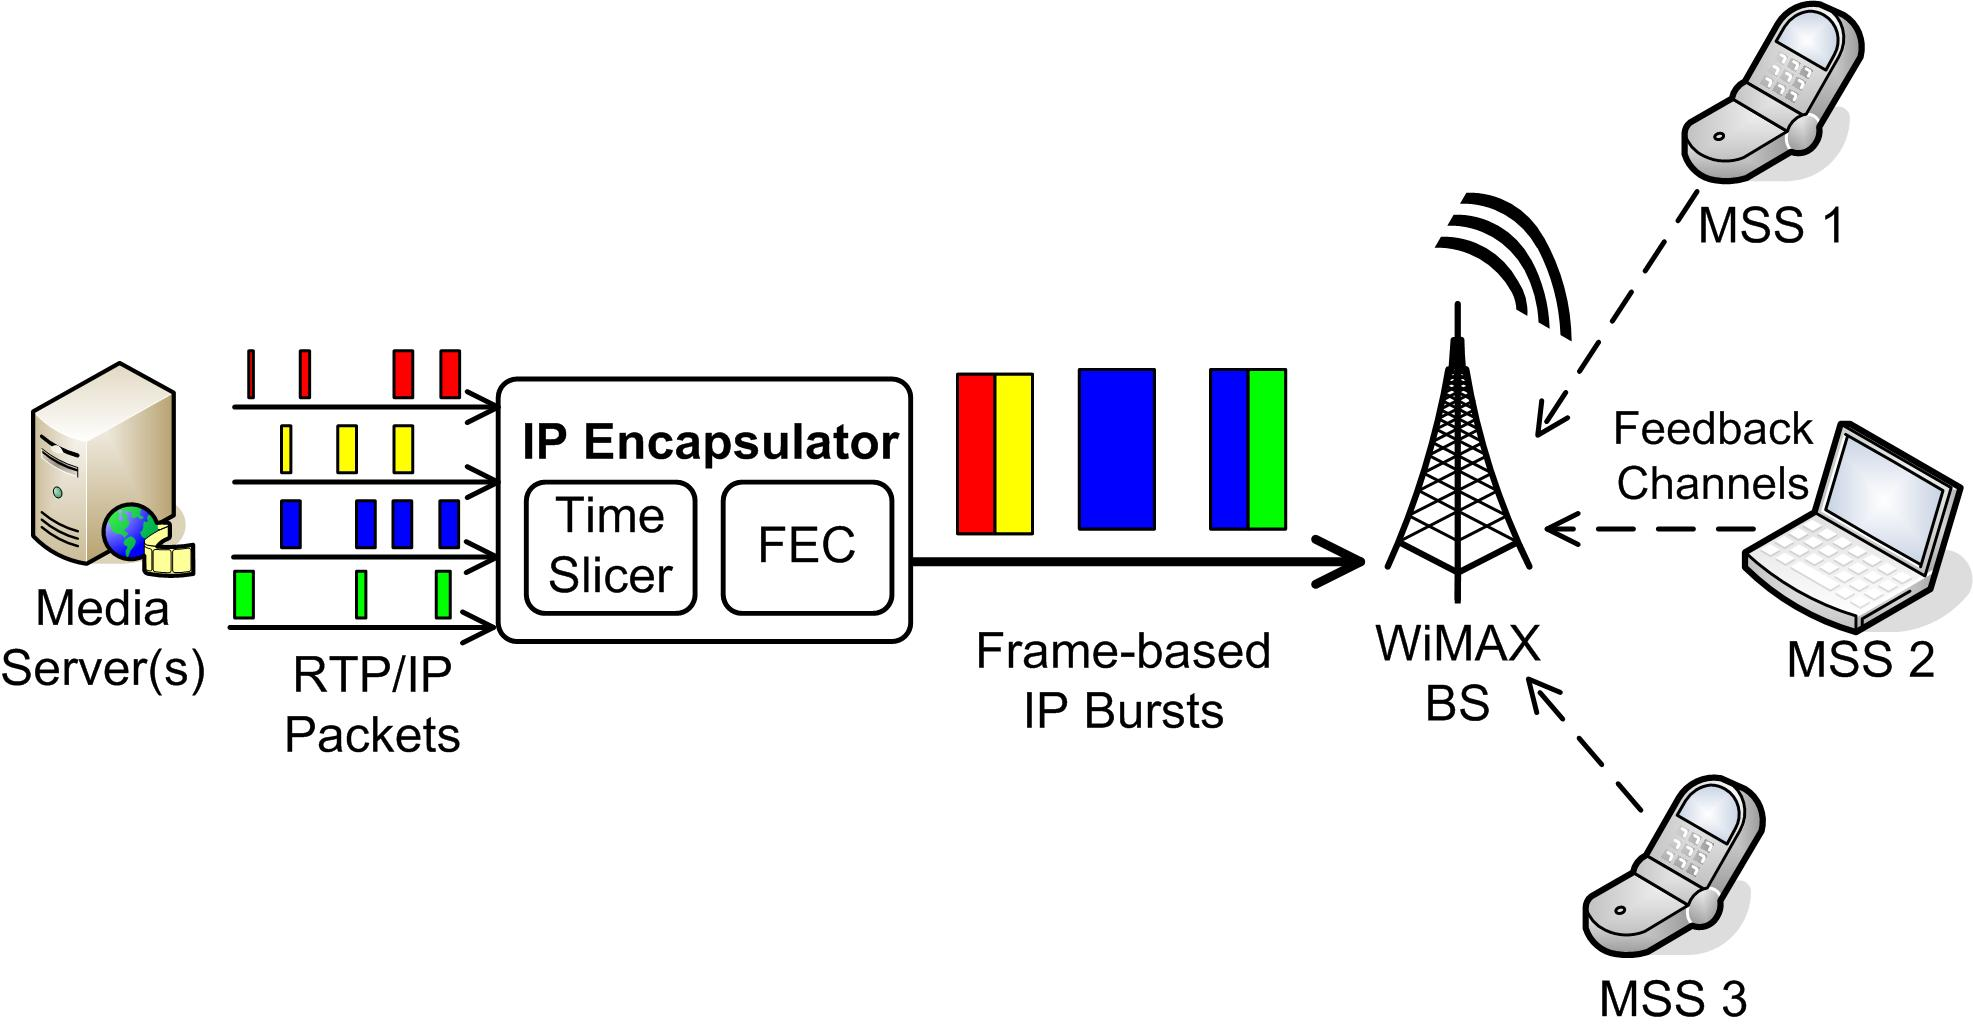 Media
Server(s)
RTP/IP
Packets
IP Encapsulator
Time
Slicer
FEC
Frame-based
IP Bursts
WiMAX
BS
Feedback
Channels
MSS 1
MSS 2
MSS 3